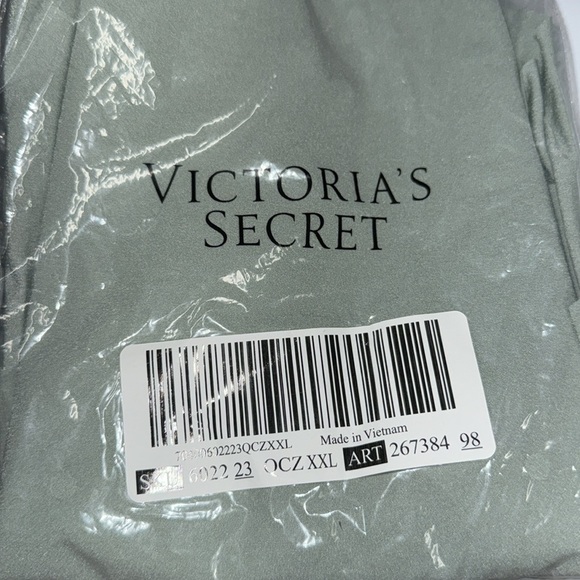 VICTORIA'S
SECRET
Made in Vietnam
6022 23 QCZ XXL ART 267384 98